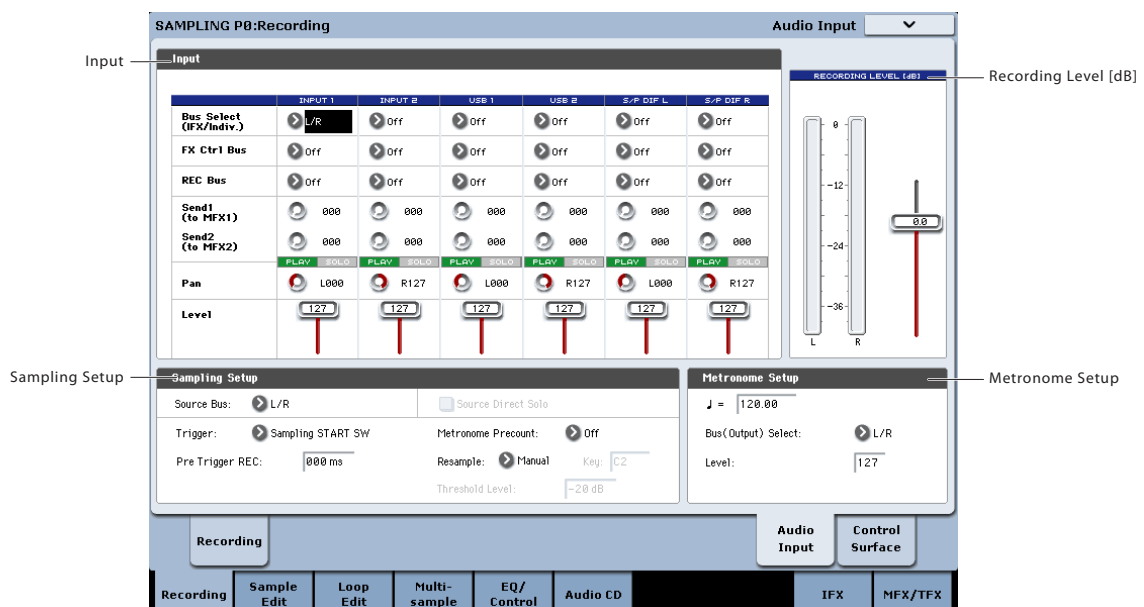 SAMPLING P0:Recording
Audio Input
Input
Input
RECORDING LEVEL [dB]
Recording Level [dB]
INPUT 1 INPUT 2 USB 1 USB 2 S/P DIF L S/P DIF R
Bus Select
(IFX/Indiv.)
L/R Off Off Off Off Off
FX Ctrl Bus Off Off Off Off Off Off
REC Bus Off Off Off Off Off Off
Send1
(to MFX1)
000 000 000 000 000 000
Send2
(to MFX2)
000 000 000 000 000 000
PLAY SOLO PLAY SOLO PLAY SOLO PLAY SOLO PLAY SOLO PLAY SOLO
Pan L000 R127 L000 R127 L000 R127
Level 127 127 127 127 127 127
0
-12
-24
-36
L R
0.0
Sampling Setup
Sampling Setup
Source Bus: L/R Source Direct Solo
Trigger: Sampling START SW Metronome Precount: Off
Pre Trigger REC: 000 ms Resample: Manual Key: C2
Threshold Level: -20 dB
Metronome Setup
Metronome Setup
♩ = 120.00
Bus(Output) Select: L/R
Level: 127
Recording
Audio
Input
Control
Surface
Recording
Sample
Edit
Loop
Edit
Multi-
sample
EQ/
Control
Audio CD
IFX
MFX/TFX